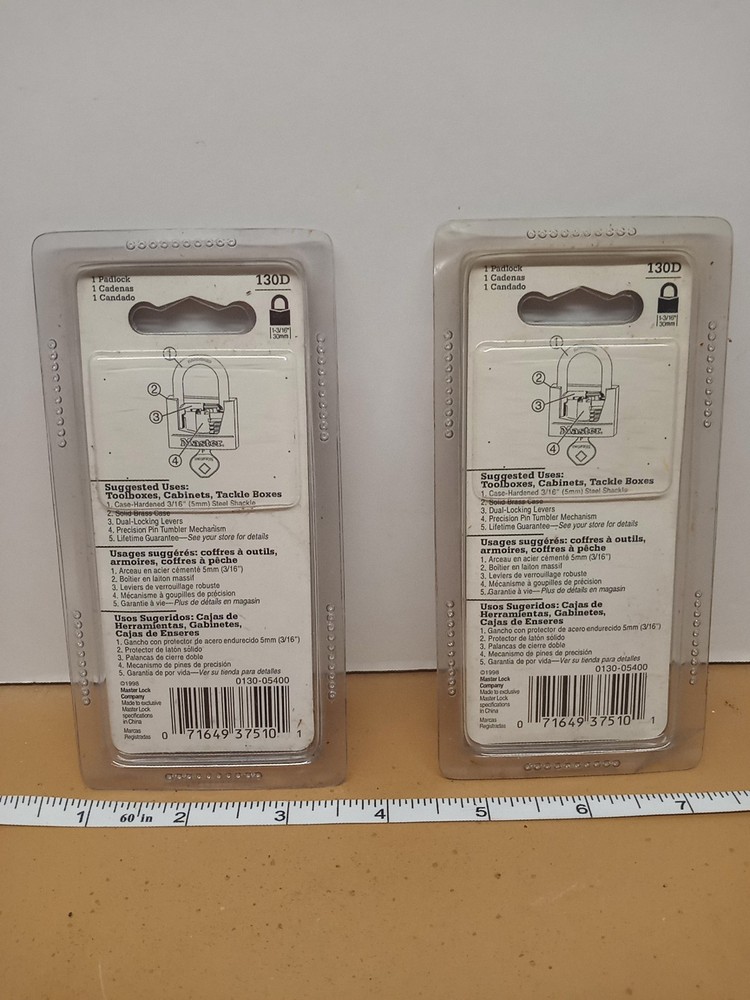 1 Padlock
1 Cadenas
1 Candado
130D
1-3/16"
30mm
1
2
3
4
Master
Suggested Uses:
Toolboxes, Cabinets, Tackle Boxes
1. Case-Hardened 3/16" (5mm) Steel Shackle
2. Solid Brass Case
3. Dual-Locking Levers
4. Precision Pin Tumbler Mechanism
5. Lifetime Guarantee—See your store for details
Usages suggérés: coffres à outils,
armoires, coffres à pêche
1. Arceau en acier cémenté 5mm (3/16")
2. Boîtier en laiton massif
3. Leviers de verrouillage robuste
4. Mécanisme à goupilles de précision
5. Garantie à vie—Plus de détails en magasin
Usos Sugeridos: Cajas de
Herramientas, Gabinetes,
Cajas de Enseres
1. Gancho con protector de acero endurecido 5mm (3/16")
2. Protector de latón sólido
3. Palancas de cierre doble
4. Mecanismo de pines de precisión
5. Garantía de por vida—Ver su tienda para detalles
0130-05400
©1998
Master Lock
Company
Made to exclusive
Master Lock
specifications
in China
Marcas
Registradas
0 71649 37510 1
1 Padlock
1 Cadenas
1 Candado
130D
1-3/16"
30mm
1
2
3
4
Master
Suggested Uses:
Toolboxes, Cabinets, Tackle Boxes
1. Case-Hardened 3/16" (5mm) Steel Shackle
2. Solid Brass Case
3. Dual-Locking Levers
4. Precision Pin Tumbler Mechanism
5. Lifetime Guarantee—See your store for details
Usages suggérés: coffres à outils,
armoires, coffres à pêche
1. Arceau en acier cémenté 5mm (3/16")
2. Boîtier en laiton massif
3. Leviers de verrouillage robuste
4. Mécanisme à goupilles de précision
5. Garantie à vie—Plus de détails en magasin
Usos Sugeridos: Cajas de
Herramientas, Gabinetes,
Cajas de Enseres
1. Gancho con protector de acero endurecido 5mm (3/16")
2. Protector de latón sólido
3. Palancas de cierre doble
4. Mecanismo de pines de precisión
5. Garantía de por vida—Ver su tienda para detalles
0130-05400
©1998
Master Lock
Company
Made to exclusive
Master Lock
specifications
in China
Marcas
Registradas
0 71649 37510 1
1 60 in 2 3 4 5 6 7